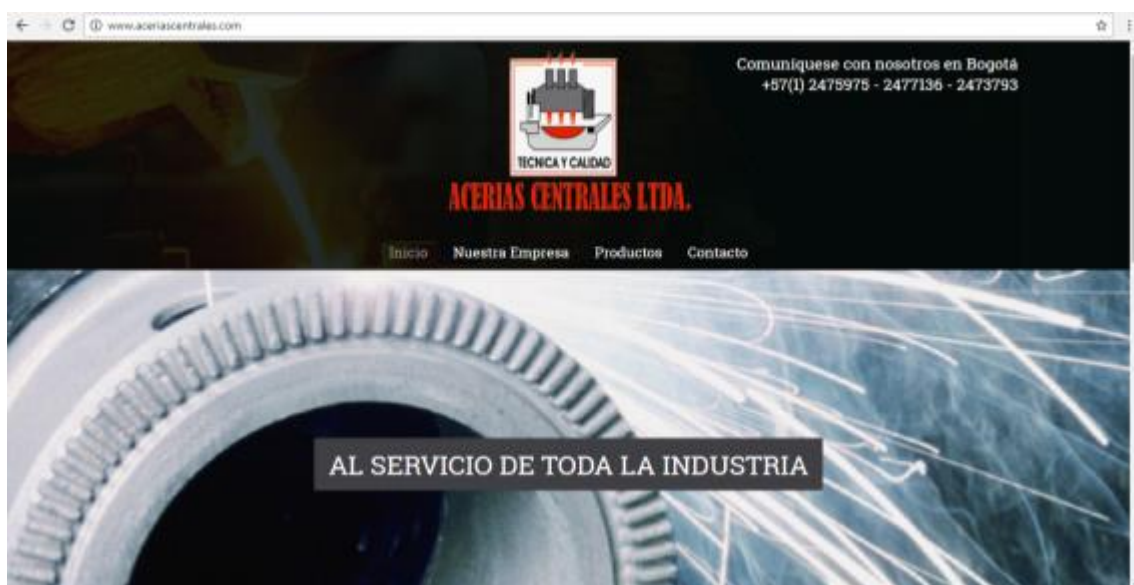 www.aceriascentrales.com
Comuníquese con nosotros en Bogotá
+57(1) 2475975 - 2477136 - 2473793
TECNICA Y CALIDAD
ACERIAS CENTRALES LTDA.
Inicio Nuestra Empresa Productos Contacto
AL SERVICIO DE TODA LA INDUSTRIA